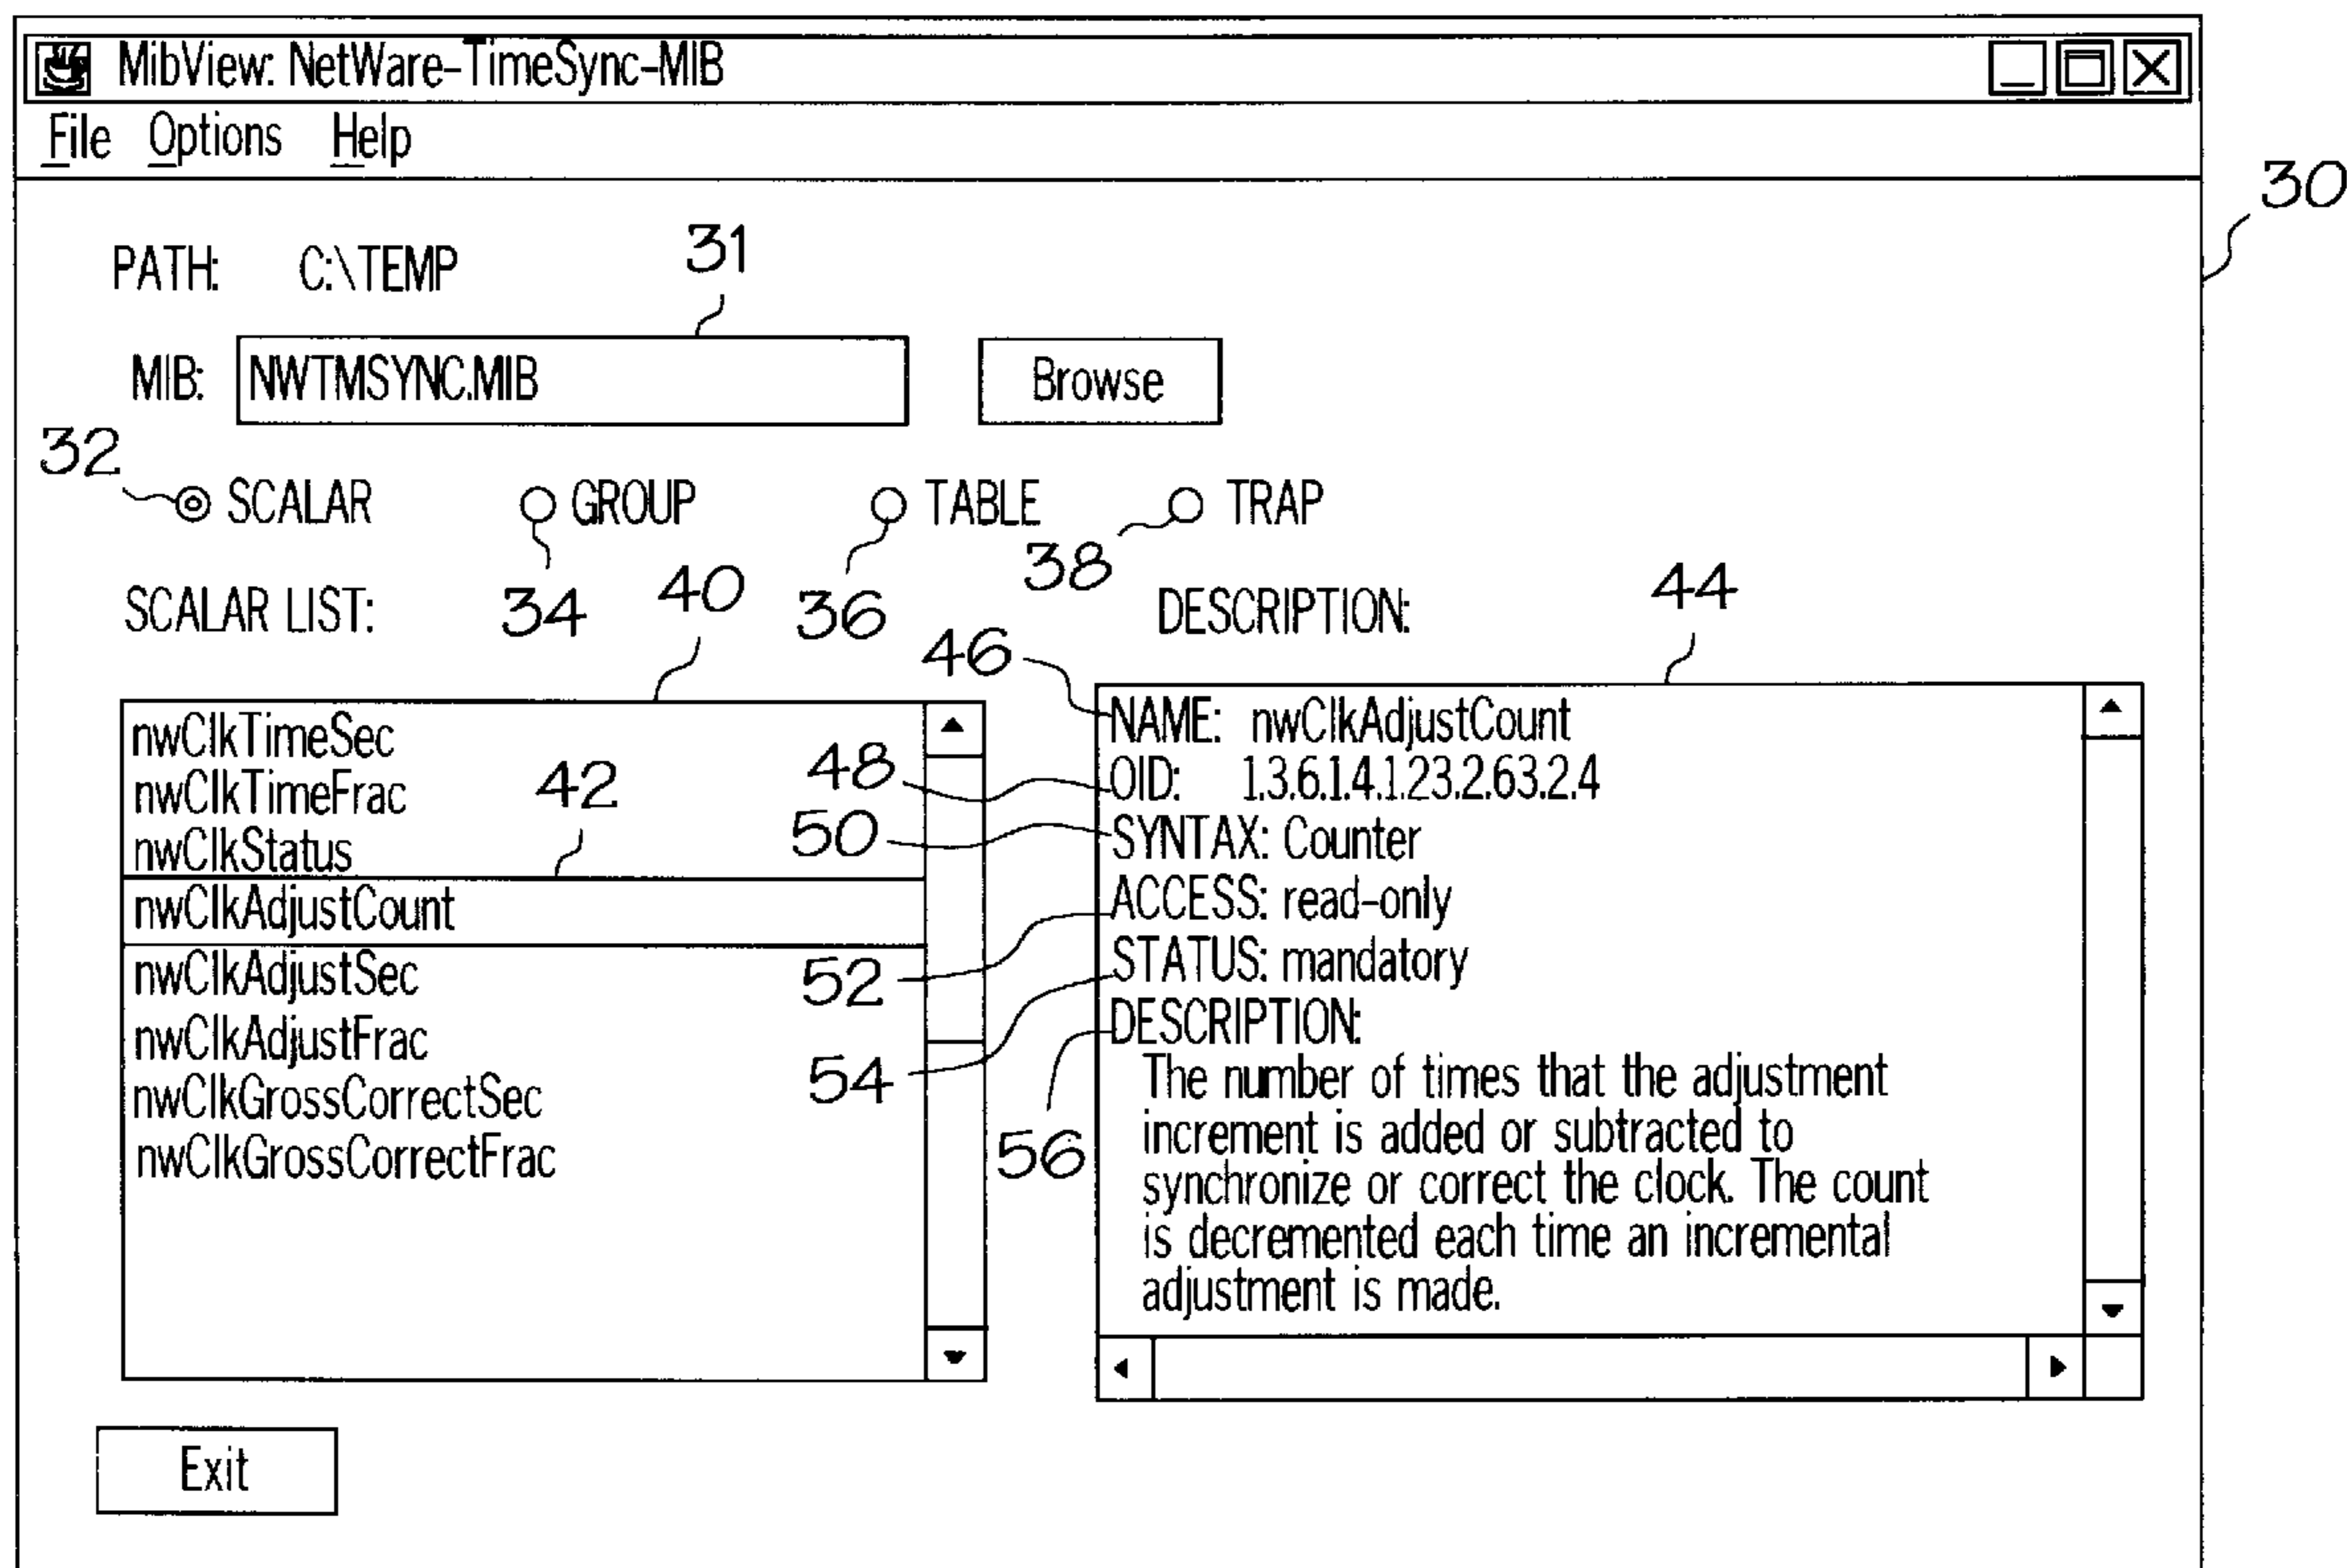 MibView: NetWare-TimeSync-MIB
File Options Help
30
PATH: C:\TEMP
31
MIB: NWTMSYNC.MIB Browse
32
SCALAR GROUP TABLE TRAP
34 36 38
SCALAR LIST: 40
DESCRIPTION: 44
nwClkTimeSec
nwClkTimeFrac
nwClkStatus
42
nwClkAdjustCount
nwClkAdjustSec
nwClkAdjustFrac
nwClkGrossCorrectSec
nwClkGrossCorrectFrac
46 NAME: nwClkAdjustCount
48 OID: 1.3.6.1.4.1.23.2.63.2.4
50 SYNTAX: Counter
52 ACCESS: read-only
54 STATUS: mandatory
56 DESCRIPTION:
The number of times that the adjustment
increment is added or subtracted to
synchronize or correct the clock. The count
is decremented each time an incremental
adjustment is made.
Exit